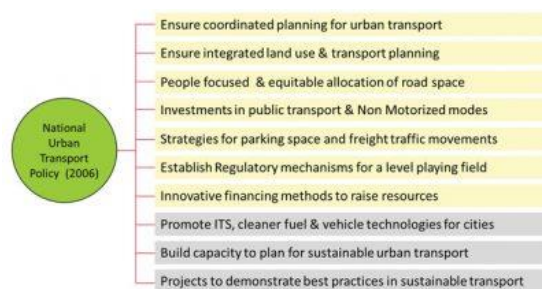 Ensure coordinated planning for urban transport
Ensure integrated land use & transport planning
People focused & equitable allocation of road space
Investments in public transport & Non Motorized modes
National
Urban
Transport
Policy (2006)
Strategies for parking space and freight traffic movements
Establish Regulatory mechanisms for a level playing field
Innovative financing methods to raise resources
Promote ITS, cleaner fuel & vehicle technologies for cities
Build capacity to plan for sustainable urban transport
Projects to demonstrate best practices in sustainable transport